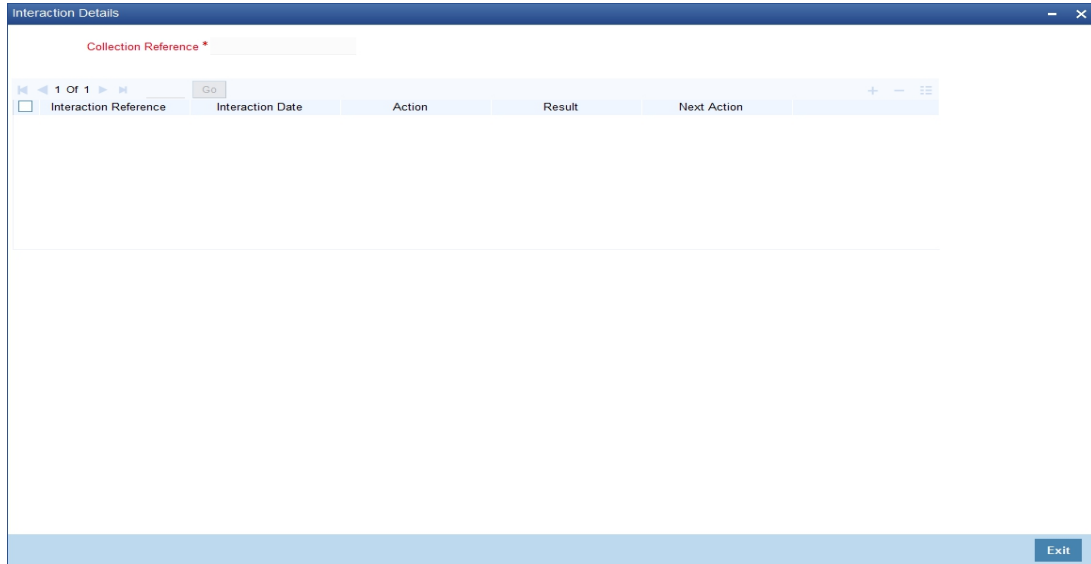 Interaction Details
Collection Reference *
1 Of 1 Go
Interaction Reference Interaction Date Action Result Next Action
Exit